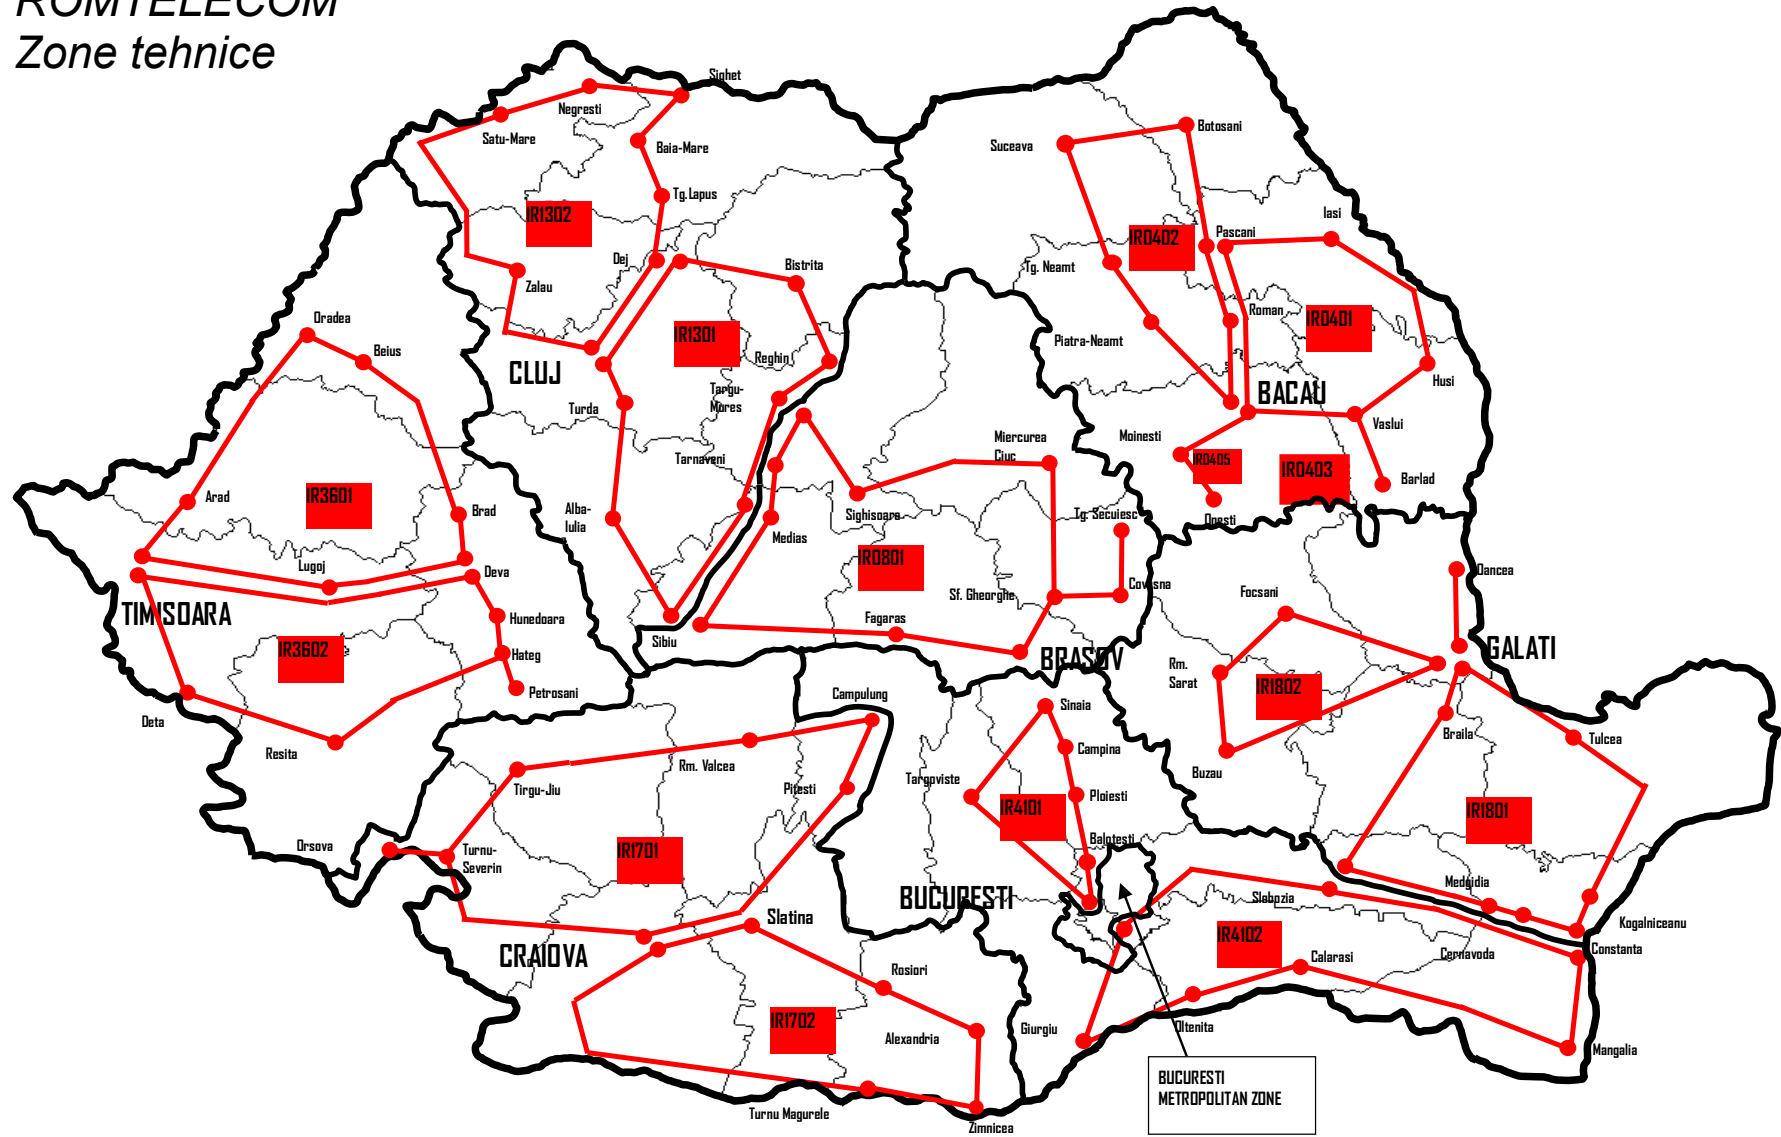 ROMTELECOM
Zone tehnice
Sighet
Negresti
Satu-Mare
Baia-Mare
Botosani
Suceava
Tg.Lapus
IR1302
Iasi
Pascani
IR0402
Dej
Bistrita
Tg. Neamt
Zalau
Oradea
Roman
IR0401
IR1301
Piatra-Neamt
Beius
Reghin
CLUJ
Husi
Targu-
Mures
BACAU
Turda
Vaslui
Moinesti
Miercurea
Ciuc
Tarnaveni
IR0405
IR0403
Barlad
IR3601
Arad
Brad
Alba-
Iulia
Sighisoara
Tg. Secuiesc
Onesti
Medias
IR0801
Lugoj
Deva
Oancea
Covasna
Focsani
Sf. Gheorghe
TIMISOARA
Hunedoara
Fagaras
Sibiu
IR3602
Hateg
BRASOV
GALATI
Rm.
Sarat
IR1802
Petrosani
Campulung
Sinaia
Deta
Braila
Tulcea
Campina
Resita
Rm. Valcea
Buzau
Targoviste
Tirgu-Jiu
Pitesti
Ploiesti
IR4101
IR1801
Balotesti
Orsova
Turnu-
Severin
IR1701
Medgidia
BUCURESTI
Slobozia
Slatina
Kogalniceanu
IR4102
Constanta
CRAIOVA
Cernavoda
Calarasi
Rosiori
IR1702
Giurgiu
Oltenita
Alexandria
Mangalia
BUCURESTI
METROPOLITAN ZONE
Turnu Magurele
Zimnicea